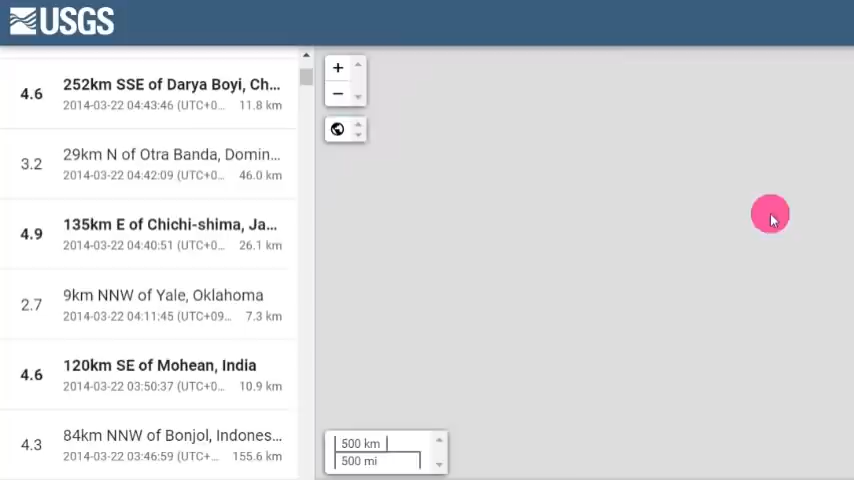 USGS
4.6
252km SSE of Darya Boyi, Ch...
2014-03-22 04:43:46 (UTC+0... 11.8 km
3.2
29km N of Otra Banda, Domin...
2014-03-22 04:42:09 (UTC+0... 46.0 km
4.9
135km E of Chichi-shima, Ja...
2014-03-22 04:40:51 (UTC+0... 26.1 km
2.7
9km NNW of Yale, Oklahoma
2014-03-22 04:11:45 (UTC+09... 7.3 km
4.6
120km SE of Mohean, India
2014-03-22 03:50:37 (UTC+0... 10.9 km
4.3
84km NNW of Bonjol, Indones...
2014-03-22 03:46:59 (UTC+... 155.6 km
+
−
500 km
500 mi